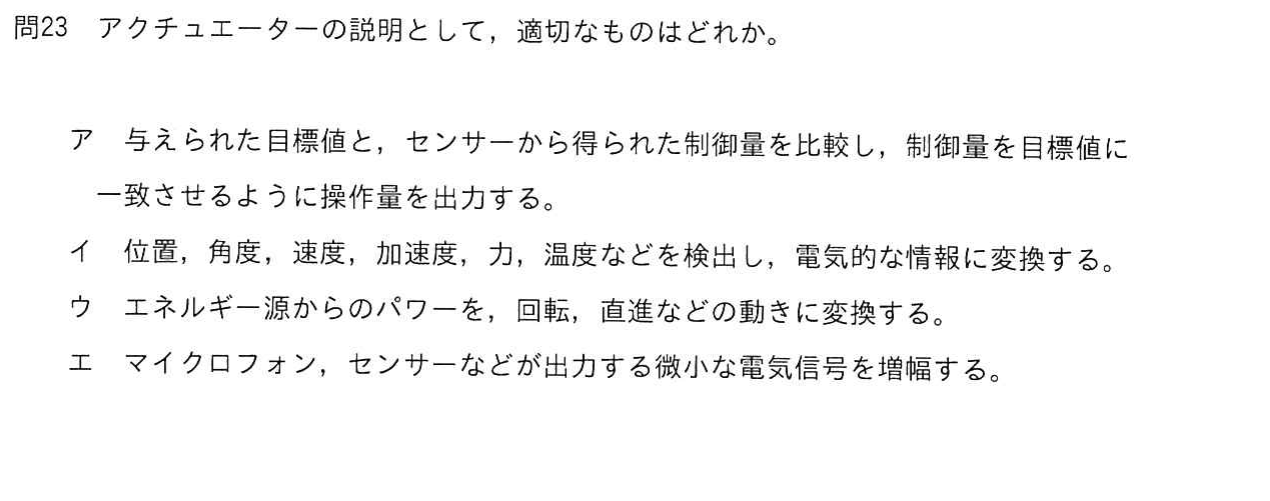 問23　アクチュエーターの説明として，適切なものはどれか。
ア　与えられた目標値と，センサーから得られた制御量を比較し，制御量を目標値に
一致させるように操作量を出力する。
イ　位置，角度，速度，加速度，力，温度などを検出し，電気的な情報に変換する。
ウ　エネルギー源からのパワーを，回転，直進などの動きに変換する。
エ　マイクロフォン，センサーなどが出力する微小な電気信号を増幅する。